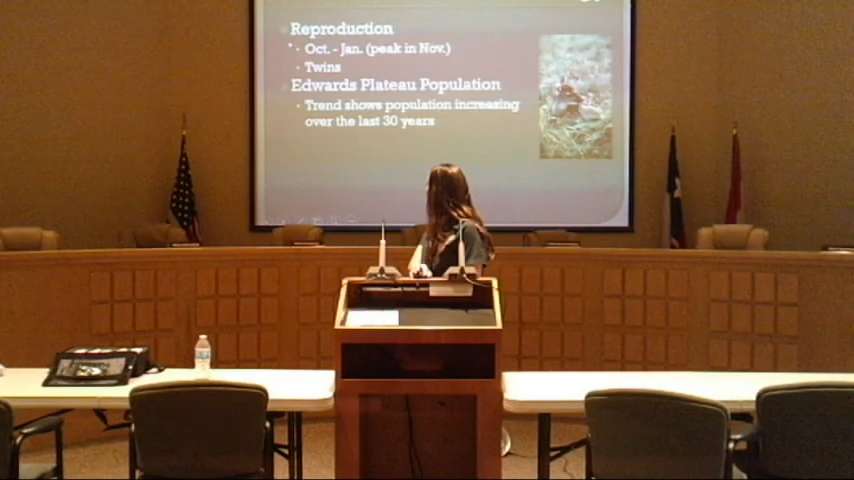 Reproduction
Oct. - Jan. (peak in Nov.)
Twins
Edwards Plateau Population
Trend shows population increasing
over the last 30 years